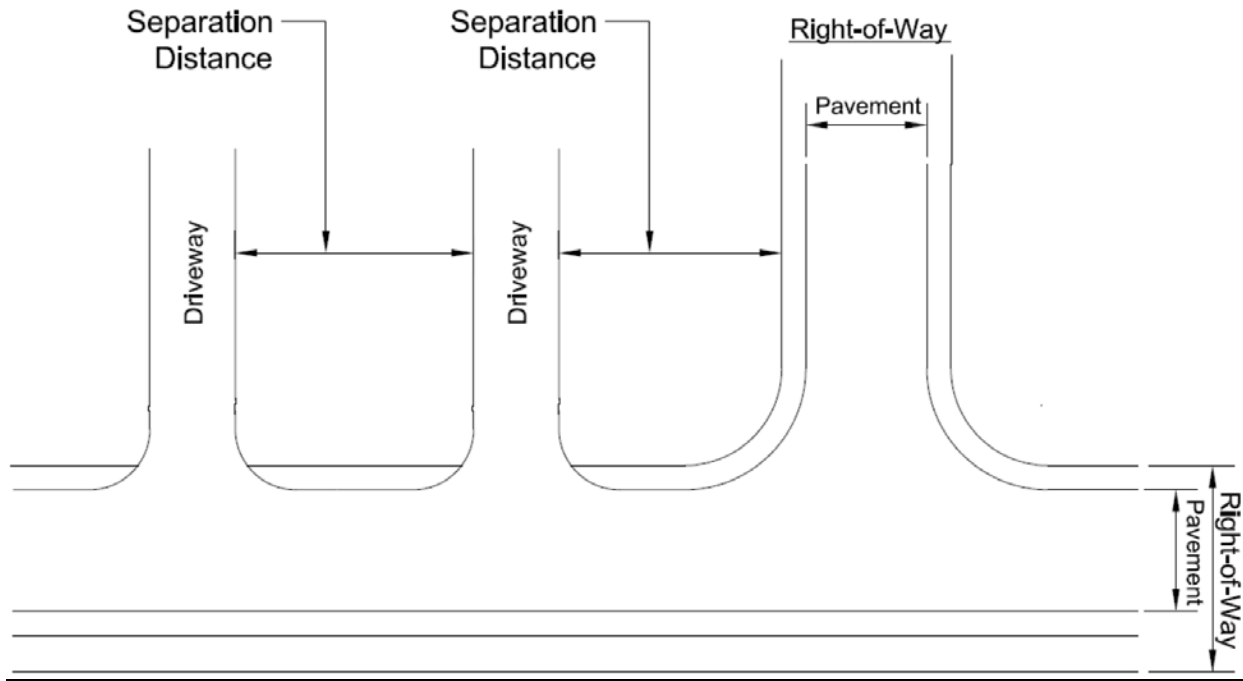 Separation
Distance
Separation
Distance
Right-of-Way
Pavement
Driveway
Driveway
Pavement
Right-of-Way